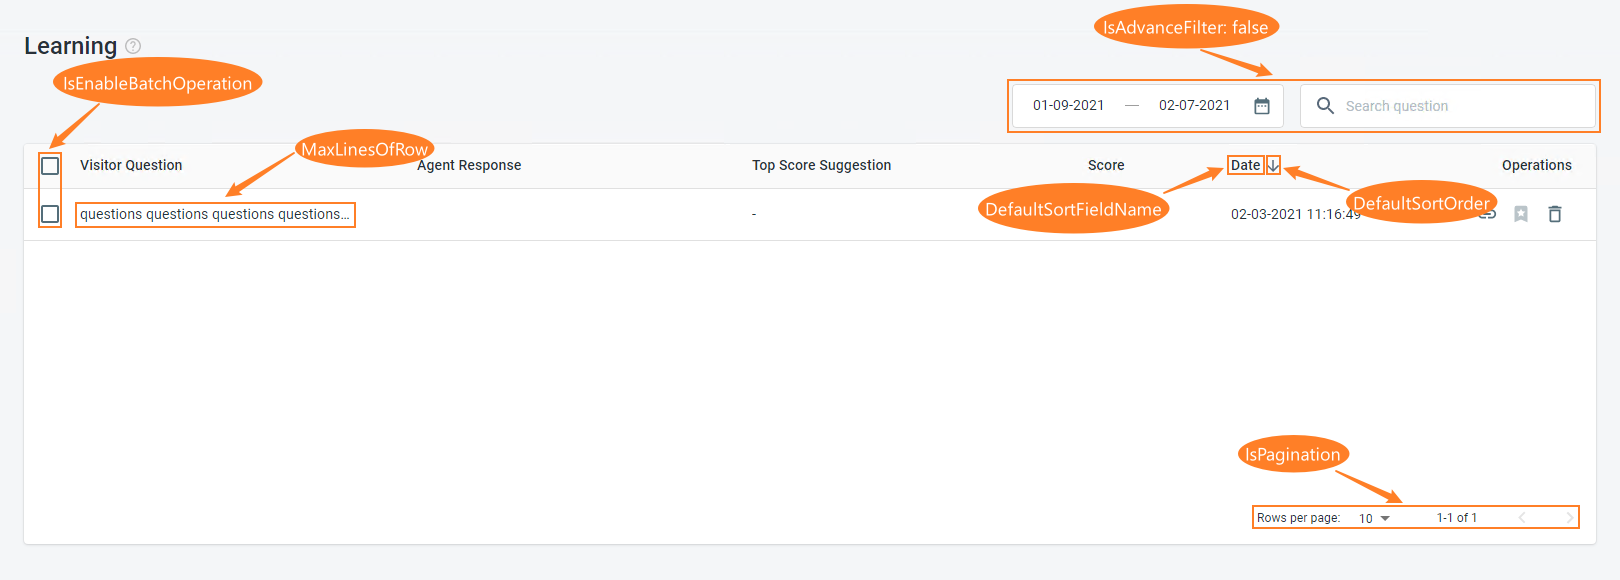 IsAdvanceFilter: false
Learning ?
IsEnableBatchOperation
01-09-2021 — 02-07-2021 Search question
MaxLinesOfRow
Visitor Question Agent Response Top Score Suggestion Score Date Operations
DefaultSortFieldName DefaultSortOrder
questions questions questions questions... - 02-03-2021 11:16:49
IsPagination
Rows per page: 10 1-1 of 1